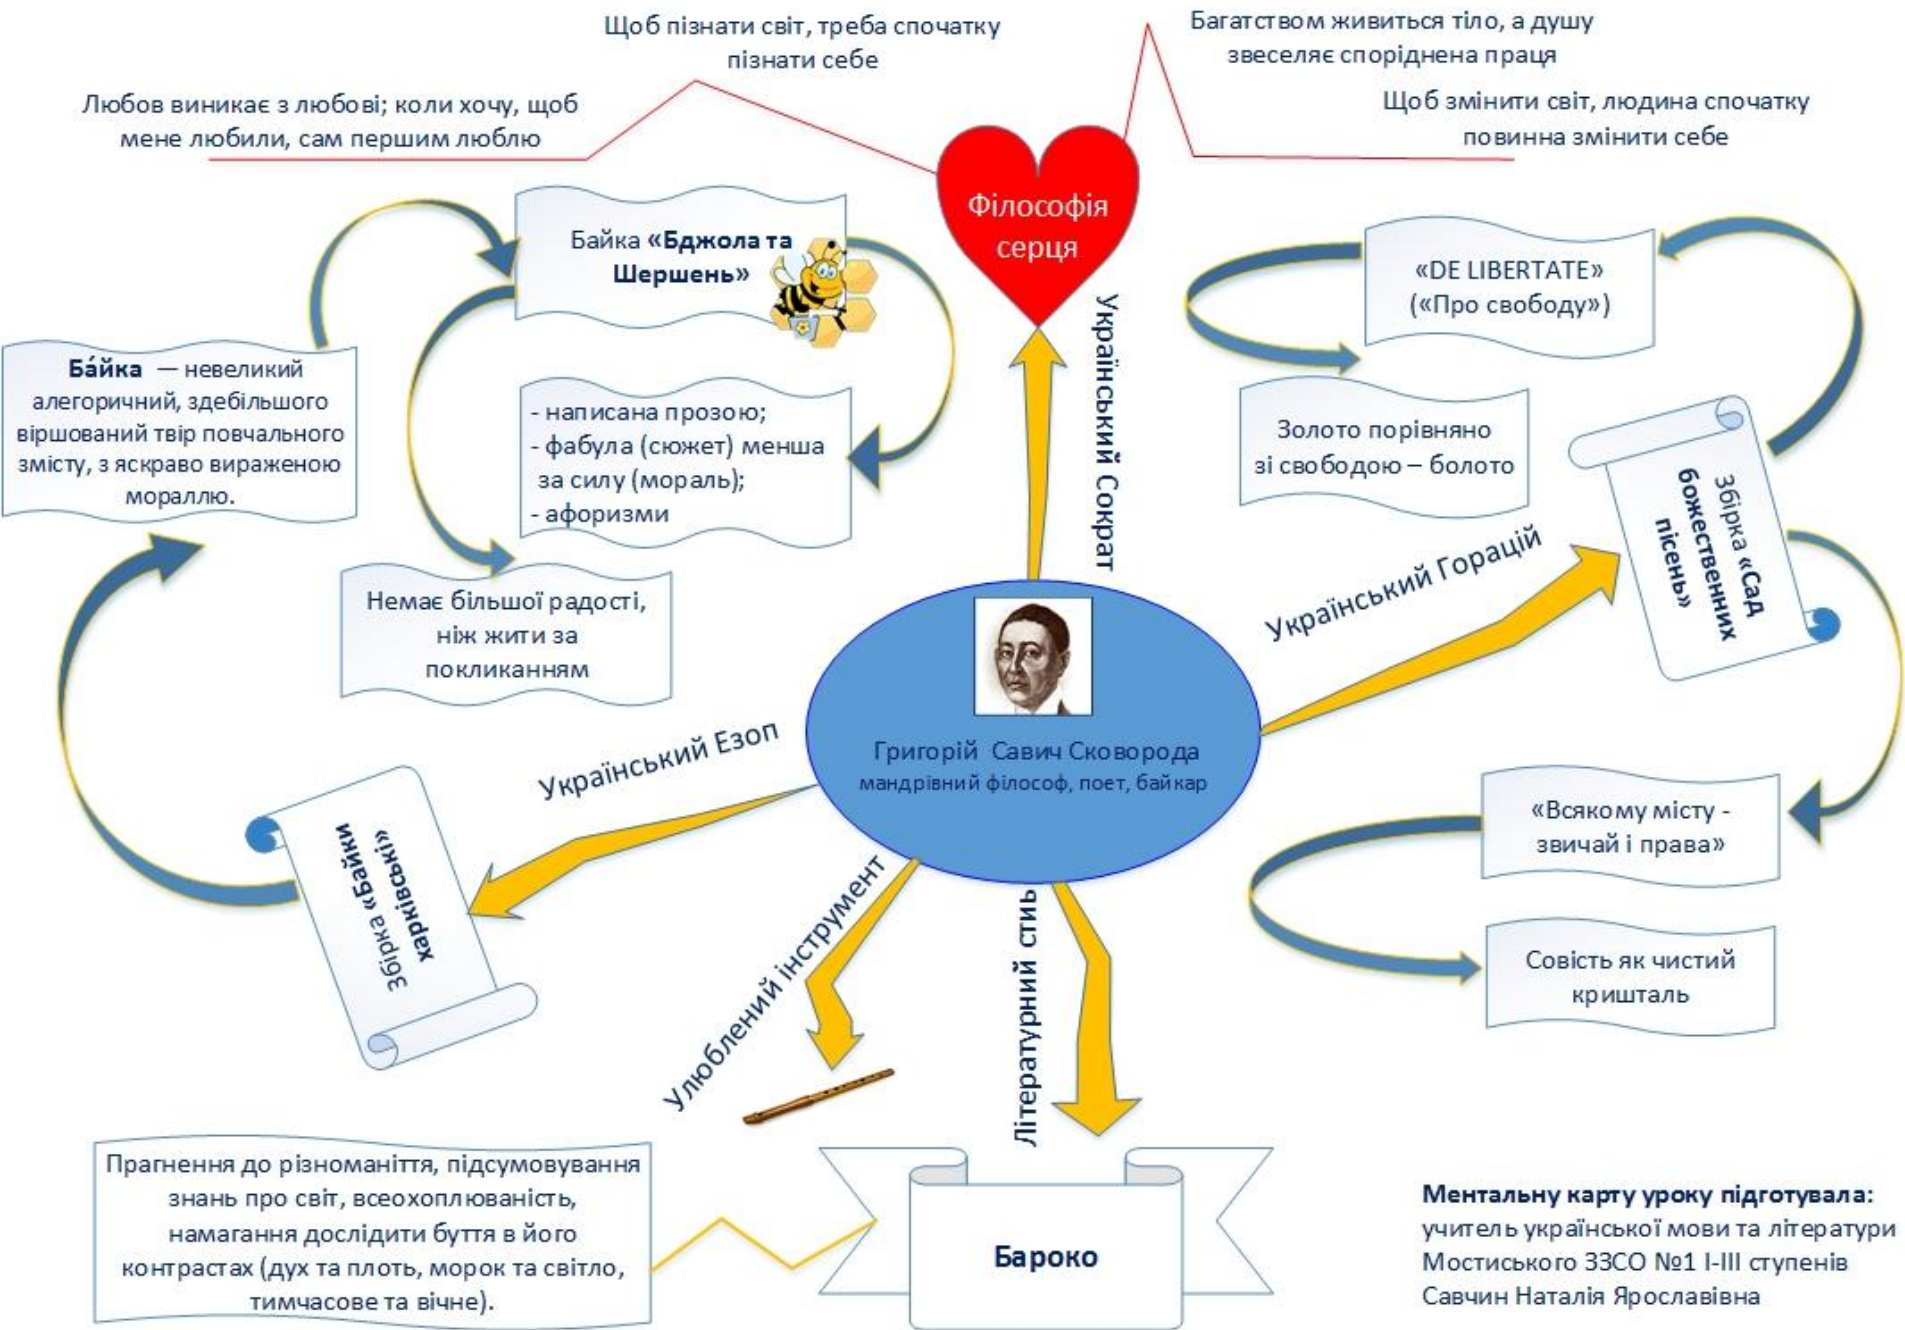 Щоб пізнати світ, треба спочатку
пізнати себе
Багатством живиться тіло, а душу
звеселяє споріднена праця
Любов виникає з любові; коли хочу, щоб
мене любили, сам першим люблю
Щоб змінити світ, людина спочатку
повинна змінити себе
Філософія
серця
Байка «Бджола та
Шершень»
«DE LIBERTATE»
(«Про свободу»)
Ба́йка — невеликий
алегоричний, здебільшого
віршований твір повчального
змісту, з яскраво вираженою
мораллю.
- написана прозою;
- фабула (сюжет) менша
за силу (мораль);
- афоризми
Український Сократ
Золото порівняно
зі свободою – болото
Збірка «Сад
божественних
пісень»
Український Горацій
Немає більшої радості,
ніж жити за
покликанням
Григорій Савич Сковорода
мандрівний філософ, поет, байкар
Український Езоп
Збірка «Байки
харківські»
«Всякому місту -
звичай і права»
Совість як чистий
кришталь
Улюблений інструмент
Літературний стиь
Бароко
Прагнення до різноманіття, підсумовування
знань про світ, всеохоплюваність,
намагання дослідити буття в його
контрастах (дух та плоть, морок та світло,
тимчасове та вічне).
Ментальну карту уроку підготувала:
учитель української мови та літератури
Мостиського ЗЗСО №1 І-ІІІ ступенів
Савчин Наталія Ярославівна